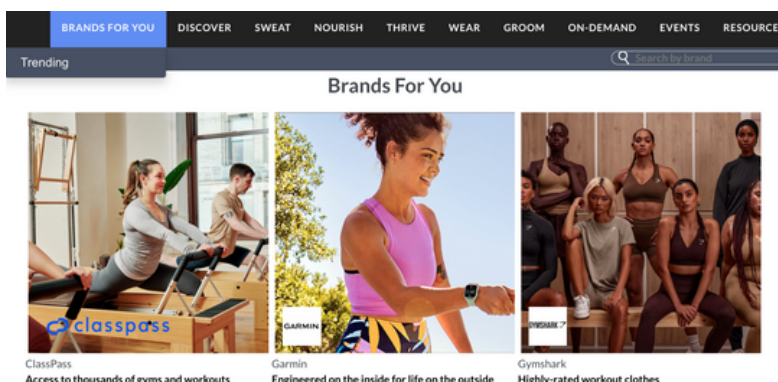 BRANDS FOR YOU DISCOVER SWEAT NOURISH THRIVE WEAR GROOM ON-DEMAND EVENTS RESOURCE
Trending
Search by brand
Brands For You
classpass
GARMIN
GYMSHARK
ClassPass
Access to thousands of gyms and workouts
Garmin
Engineered on the inside for life on the outside
Gymshark
Highly-rated workout clothes